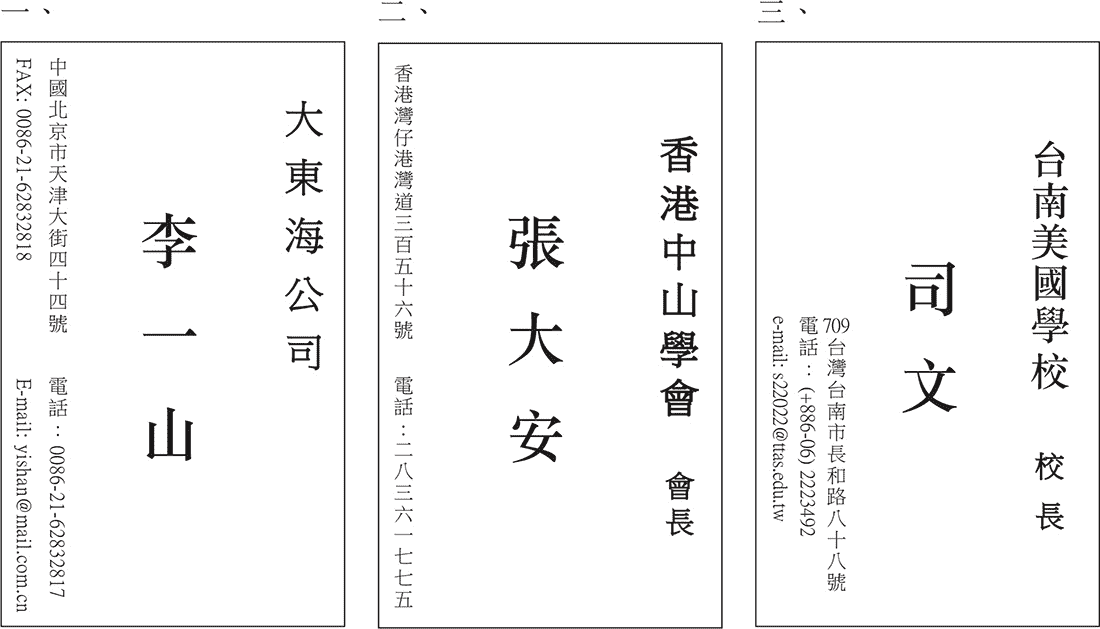 一、
大東海公司
李一山
中國北京市天津大街四十四號 電話：0086-21-62832817
FAX: 0086-21-62832818 E-mail: yishan@mail.com.cn
二、
香港中山學會 會長
張大安
香港灣仔港灣道三百五十六號 電話：二八三六一七七五
三、
台南美國學校 校長
司文
709台灣台南市長和路八十八號
電話：(+886-06) 2223492
e-mail: s22022@ttas.edu.tw